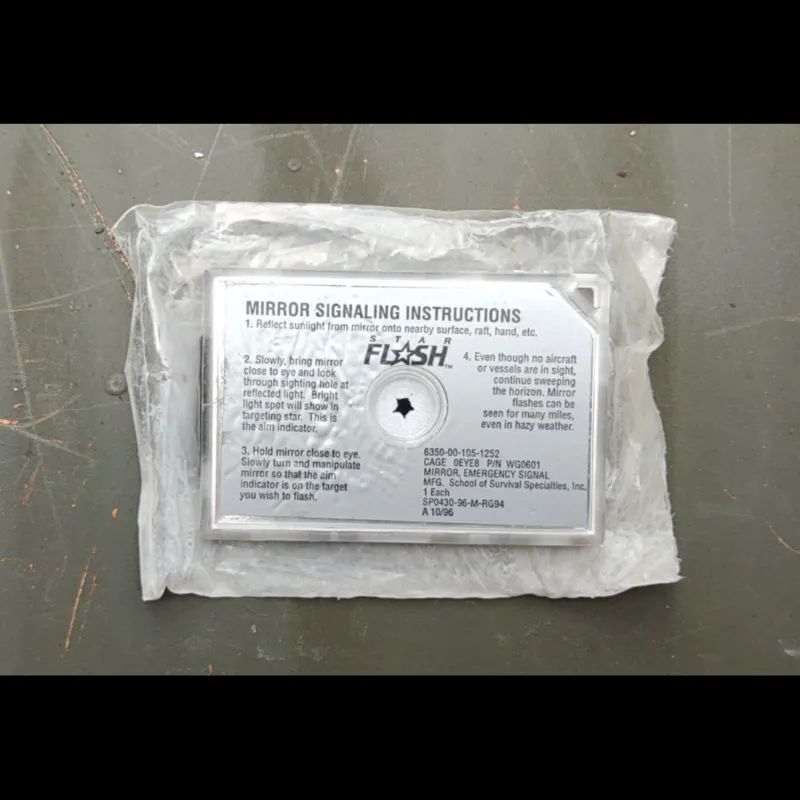 MIRROR SIGNALING INSTRUCTIONS
1. Reflect sunlight from mirror onto nearby surface, raft, hand, etc.
STAR
FLASH™
2. Slowly, bring mirror
close to eye and look
through sighting hole at
reflected light. Bright
light spot will show in
targeting star. This is
the aim indicator.
3. Hold mirror close to eye.
Slowly turn and manipulate
mirror so that the aim
indicator is on the target
you wish to flash.
4. Even though no aircraft
or vessels are in sight,
continue sweeping
the horizon. Mirror
flashes can be
seen for many miles,
even in hazy weather.
6350-00-105-1252
CAGE 0EYE8 P/N WG0601
MIRROR, EMERGENCY SIGNAL
MFG. School of Survival Specialties, Inc.
1 Each
SP0430-96-M-RG94
A 10/96